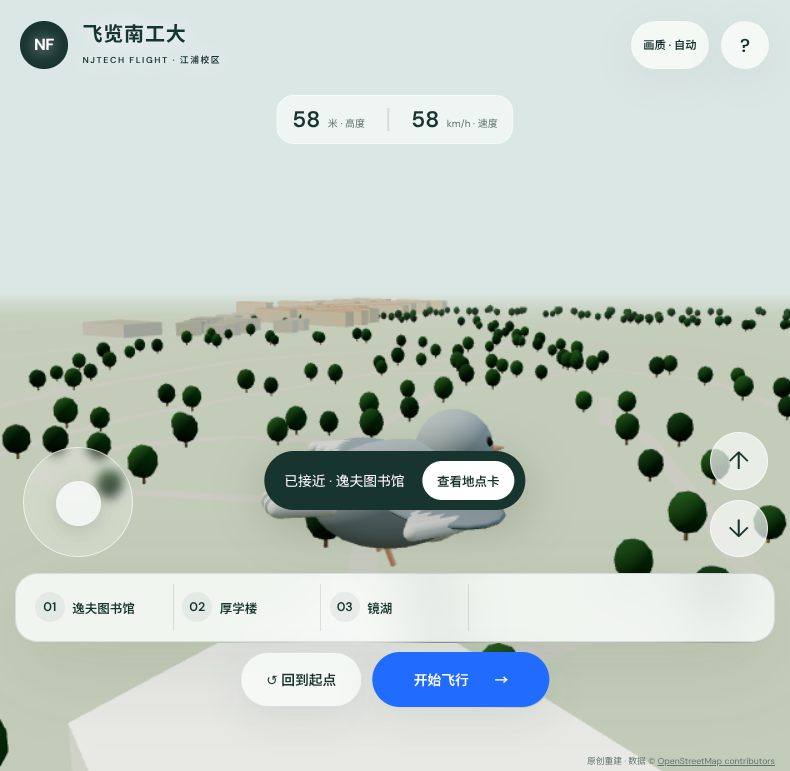 NF
飞览南工大
NJTECH FLIGHT · 江浦校区
画质 · 自动
?
58 米 · 高度
58 km/h · 速度
已接近 · 逸夫图书馆
查看地点卡
↑
↓
01 逸夫图书馆
02 厚学楼
03 镜湖
↺ 回到起点
开始飞行 →
原创重建 · 数据 © OpenStreetMap contributors